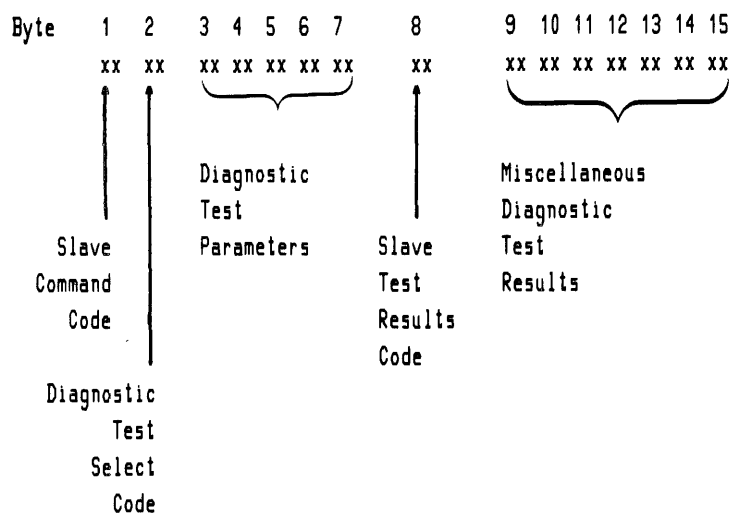 Byte 1 2 3 4 5 6 7 8 9 10 11 12 13 14 15
xx xx xx xx xx xx xx xx xx xx xx xx xx xx xx
Diagnostic
Test
Parameters
Miscellaneous
Diagnostic
Test
Results
Slave
Command
Code
Slave
Test
Results
Code
Diagnostic
Test
Select
Code